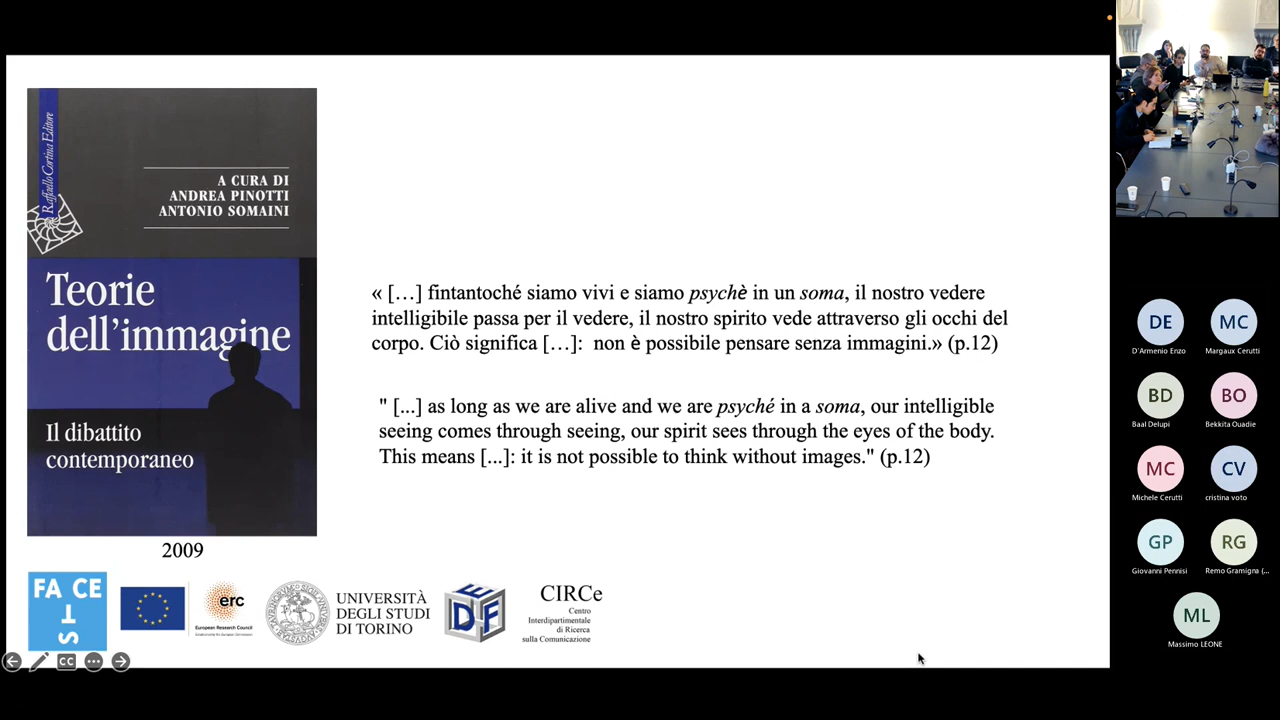 Raffaello Cortina Editore
A CURA DI
ANDREA PINOTTI
ANTONIO SOMAINI
Teorie
dell’immagine
Il dibattito
contemporaneo
2009
« […] fintantoché siamo vivi e siamo psychè in un soma, il nostro vedere
intelligibile passa per il vedere, il nostro spirito vede attraverso gli occhi del
corpo. Ciò significa […]: non è possibile pensare senza immagini.» (p.12)
" [...] as long as we are alive and we are psyché in a soma, our intelligible
seeing comes through seeing, our spirit sees through the eyes of the body.
This means [...]: it is not possible to think without images." (p.12)
FA CE
TS
erc
European Research Council
UNIVERSITÀ
DEGLI STUDI
DI TORINO
DF
CIRCe
Centro
Interdipartimentale
di Ricerca
sulla Comunicazione
CC
DE
MC
D'Armenio Enzo
Margaux Cerutti
BD
BO
Baal Delupi
Bekkita Ouadie
MC
CV
Michele Cerutti
cristina voto
GP
RG
Giovanni Pennisi
Remo Gramigna (...
ML
Massimo LEONE